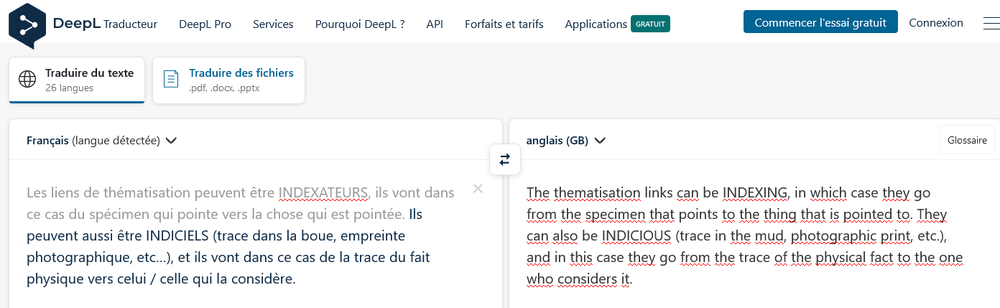 DeepL Traducteur DeepL Pro Services Pourquoi DeepL ? API Forfaits et tarifs Applications GRATUIT Commencer l'essai gratuit Connexion
Traduire du texte
26 langues
Traduire des fichiers
.pdf, .docx, .pptx
Français (langue détectée)
Les liens de thématisation peuvent être INDEXATEURS, ils vont dans
ce cas du spécimen qui pointe vers la chose qui est pointée. Ils
peuvent aussi être INDICIELS (trace dans la boue, empreinte
photographique, etc...), et ils vont dans ce cas de la trace du fait
physique vers celui / celle qui la considère.
anglais (GB)
Glossaire
The thematisation links can be INDEXING, in which case they go
from the specimen that points to the thing that is pointed to. They
can also be INDICIOUS (trace in the mud, photographic print, etc.),
and in this case they go from the trace of the physical fact to the one
who considers it.